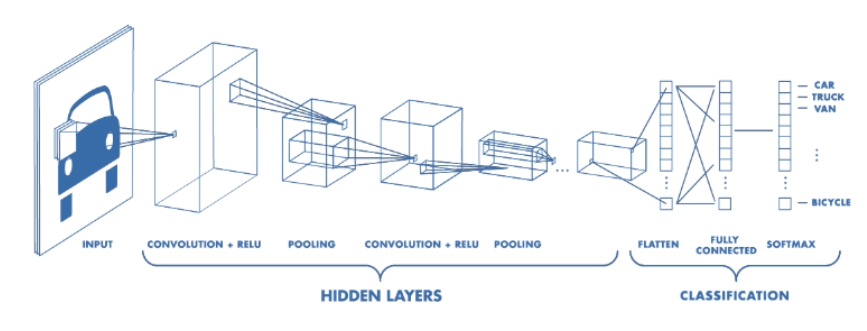 CAR
TRUCK
VAN
BICYCLE
INPUT
CONVOLUTION + RELU
POOLING
CONVOLUTION + RELU
POOLING
FLATTEN
FULLY
CONNECTED
SOFTMAX
HIDDEN LAYERS
CLASSIFICATION